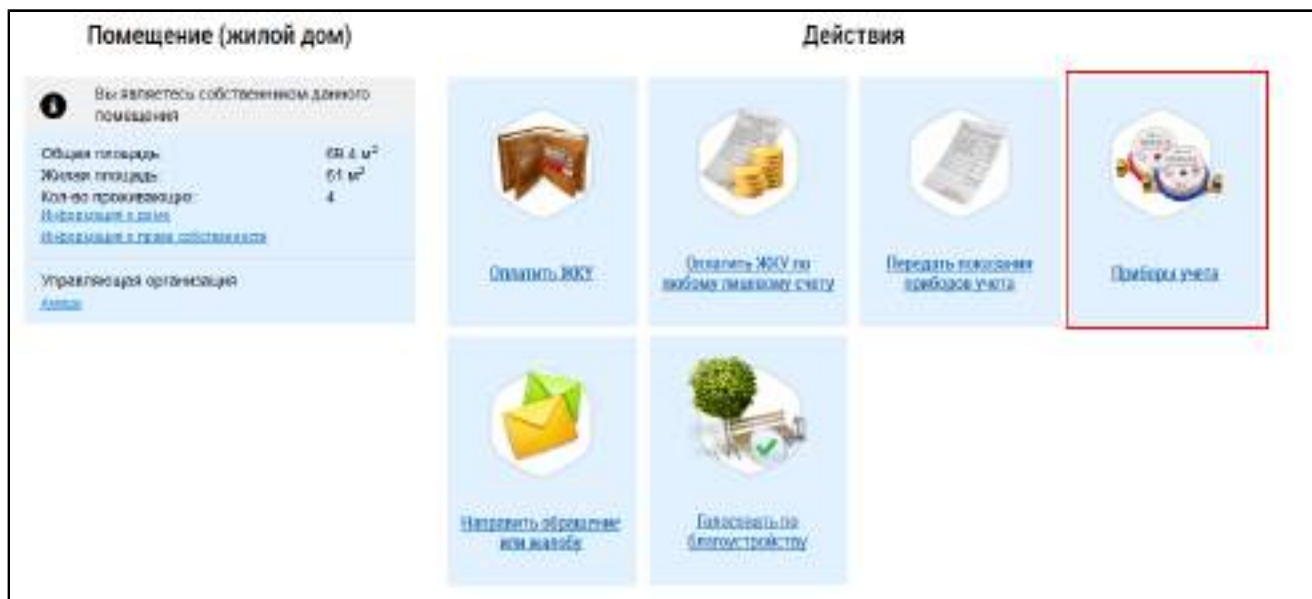 Помещение (жилой дом)
Действия
Вы являетесь собственником данного
помещения
Общая площадь:
69.4 м²
Жилая площадь:
61 м²
Кол-во проживающих:
4
Информация о доме
Информация о праве собственности
Управляющая организация
Оплатить ЖКУ
Оплатить ЖКУ по
любому лицевому счету
Передать показания
приборов учета
Приборы учета
Направить обращение
или жалобу
Голосовать по
благоустройству